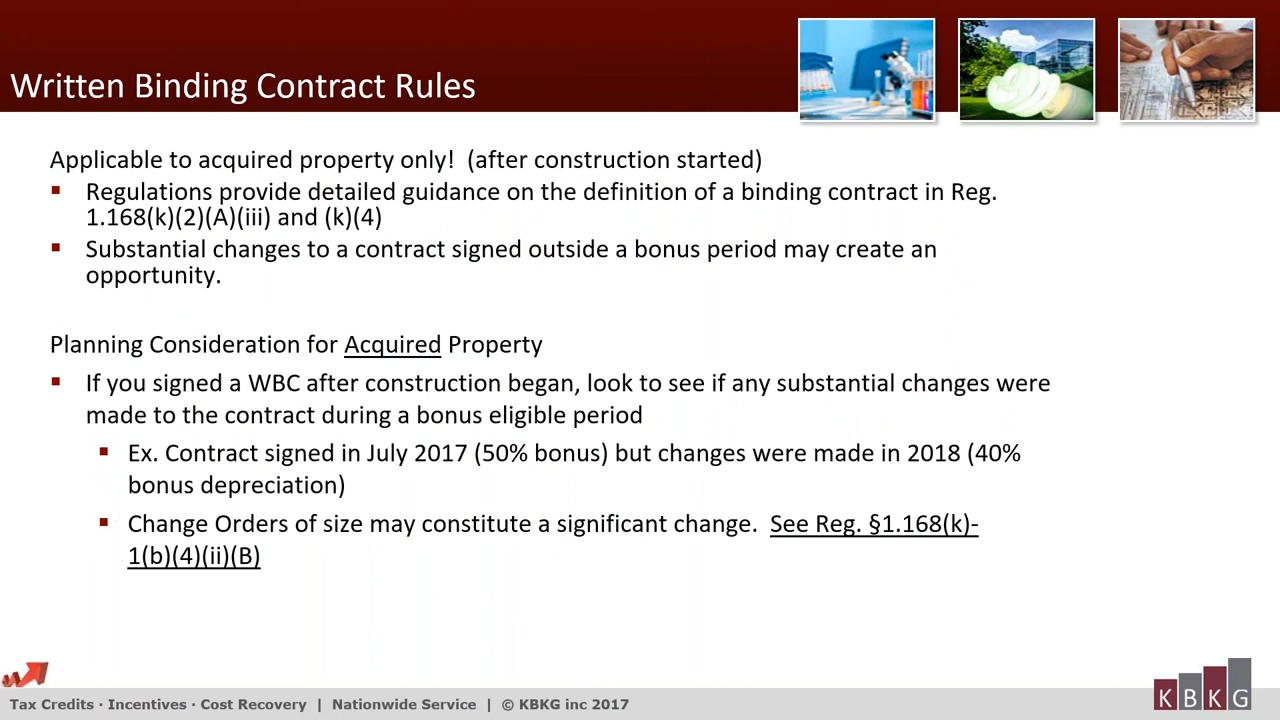 Written Binding Contract Rules
Applicable to acquired property only!  (after construction started)
▪ Regulations provide detailed guidance on the definition of a binding contract in Reg.
1.168(k)(2)(A)(iii) and (k)(4)
▪ Substantial changes to a contract signed outside a bonus period may create an
opportunity.
Planning Consideration for Acquired Property
▪ If you signed a WBC after construction began, look to see if any substantial changes were
made to the contract during a bonus eligible period
▪ Ex. Contract signed in July 2017 (50% bonus) but changes were made in 2018 (40%
bonus depreciation)
▪ Change Orders of size may constitute a significant change.  See Reg. §1.168(k)-
1(b)(4)(ii)(B)
Tax Credits · Incentives · Cost Recovery  |  Nationwide Service  |  © KBKG inc 2017
KBKG